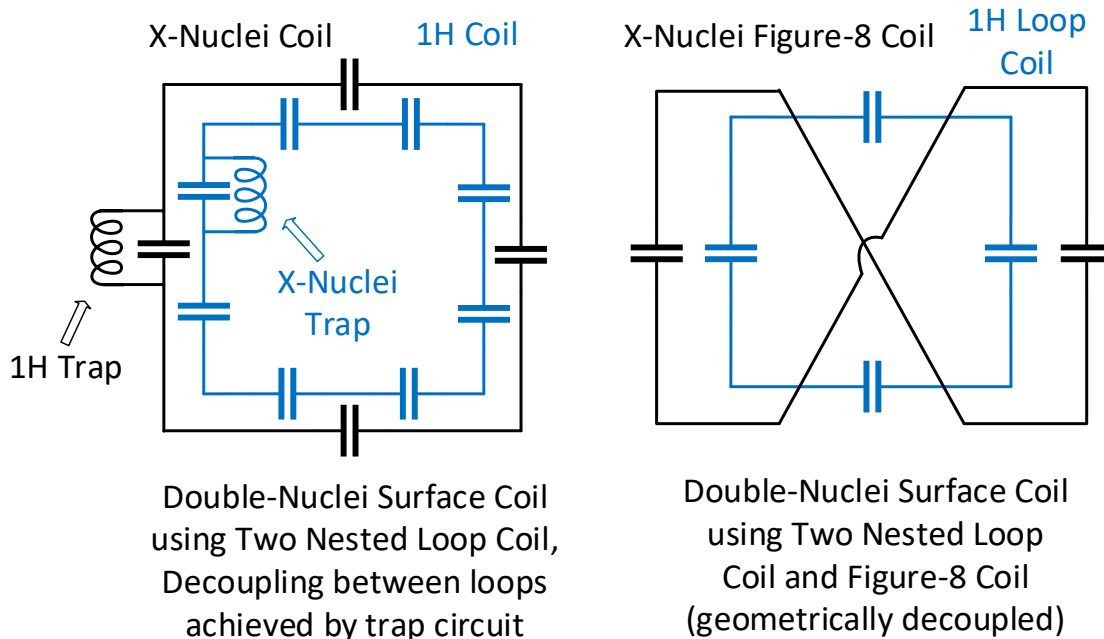 X-Nuclei Coil
1H Coil
X-Nuclei
Trap
1H Trap
Double-Nuclei Surface Coil
using Two Nested Loop Coil,
Decoupling between loops
achieved by trap circuit
X-Nuclei Figure-8 Coil
1H Loop
Coil
Double-Nuclei Surface Coil
using Two Nested Loop
Coil and Figure-8 Coil
(geometrically decoupled)